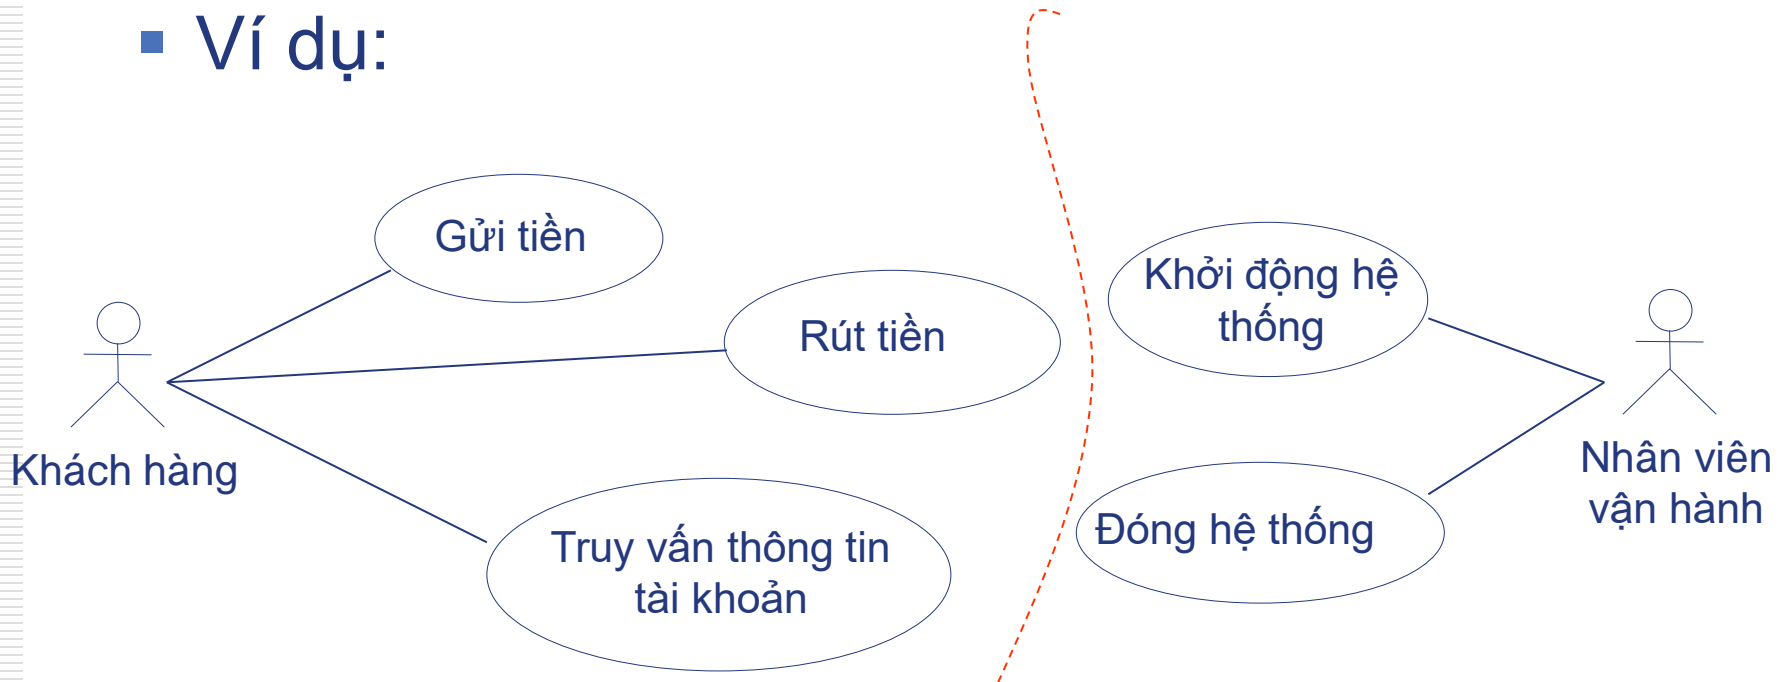 Ví dụ:
Gửi tiền
Rút tiền
Truy vấn thông tin
tài khoản
Khách hàng
Khởi động hệ
thống
Đóng hệ thống
Nhân viên
vận hành